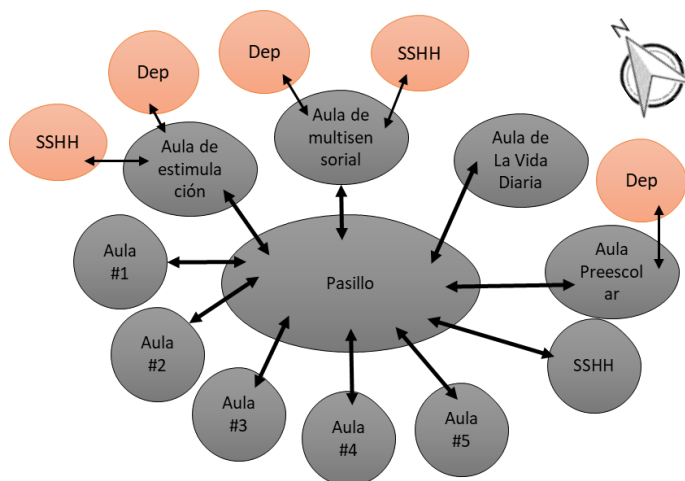 N
Dep
Dep
SSHH
SSHH
Aula de
estimula
ción
Aula de
multisen
sorial
Aula de
La Vida
Diaria
Dep
Aula
#1
Pasillo
Aula
Preescol
ar
Aula
#2
SSHH
Aula
#3
Aula
#4
Aula
#5